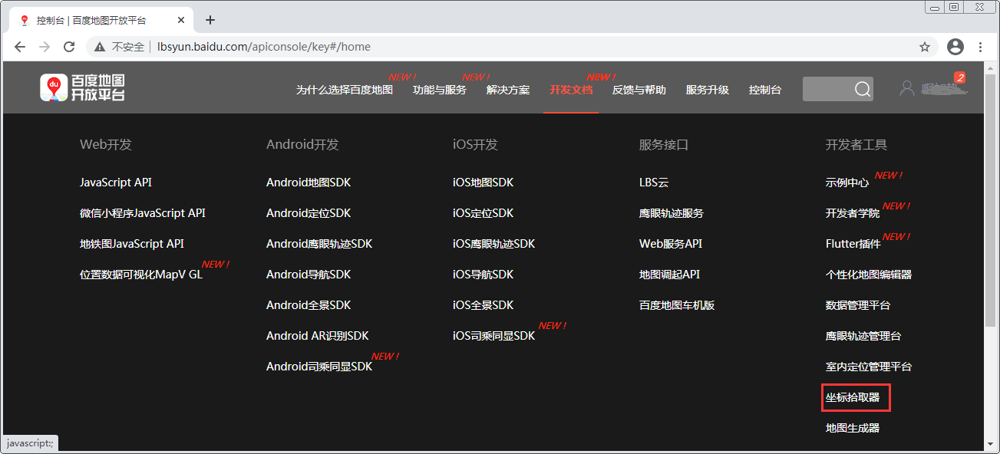 控制台 | 百度地图开放平台
不安全 | lbsyun.baidu.com/apiconsole/key#/home
du 百度地图
开放平台
为什么选择百度地图 NEW ! 功能与服务 NEW ! 解决方案 开发文档 NEW ! 反馈与帮助 服务升级 控制台 2
Web开发 Android开发 iOS开发 服务接口 开发者工具
JavaScript API Android地图SDK iOS地图SDK LBS云 示例中心 NEW !
微信小程序JavaScript API Android定位SDK iOS定位SDK 鹰眼轨迹服务 开发者学院 NEW !
地铁图JavaScript API Android鹰眼轨迹SDK iOS鹰眼轨迹SDK Web服务API Flutter插件 NEW !
位置数据可视化MapV GL NEW ! Android导航SDK iOS导航SDK 地图调起API 个性化地图编辑器
Android全景SDK iOS全景SDK 百度地图车机版 数据管理平台
Android AR识别SDK iOS司乘同显SDK NEW ! 鹰眼轨迹管理台
Android司乘同显SDK NEW ! 室内定位管理平台
坐标拾取器
地图生成器
javascript:;